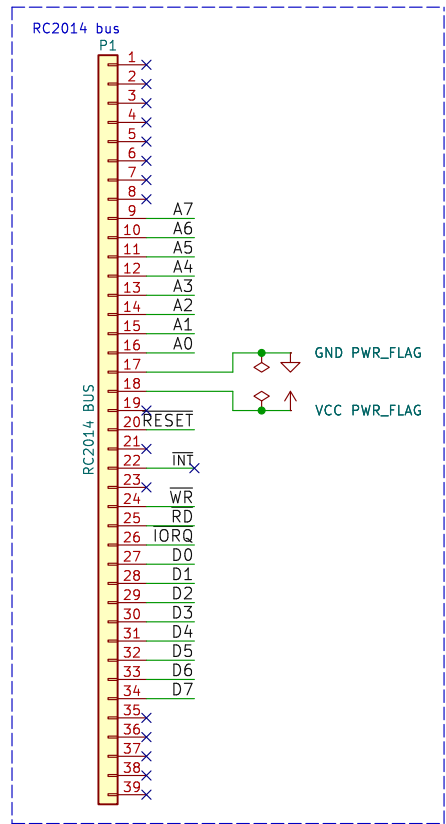 RC2014 bus
P1
1
2
3
4
5
6
7
8
9 A7
10 A6
11 A5
12 A4
13 A3
14 A2
15 A1
16 A0
GND PWR_FLAG
17
18
VCC PWR_FLAG
19
20 RESET
21
22 INT
23
24 WR
25 RD
26 IORQ
27 D0
28 D1
29 D2
30 D3
31 D4
32 D5
33 D6
34 D7
35
36
37
38
39
RC2014 BUS